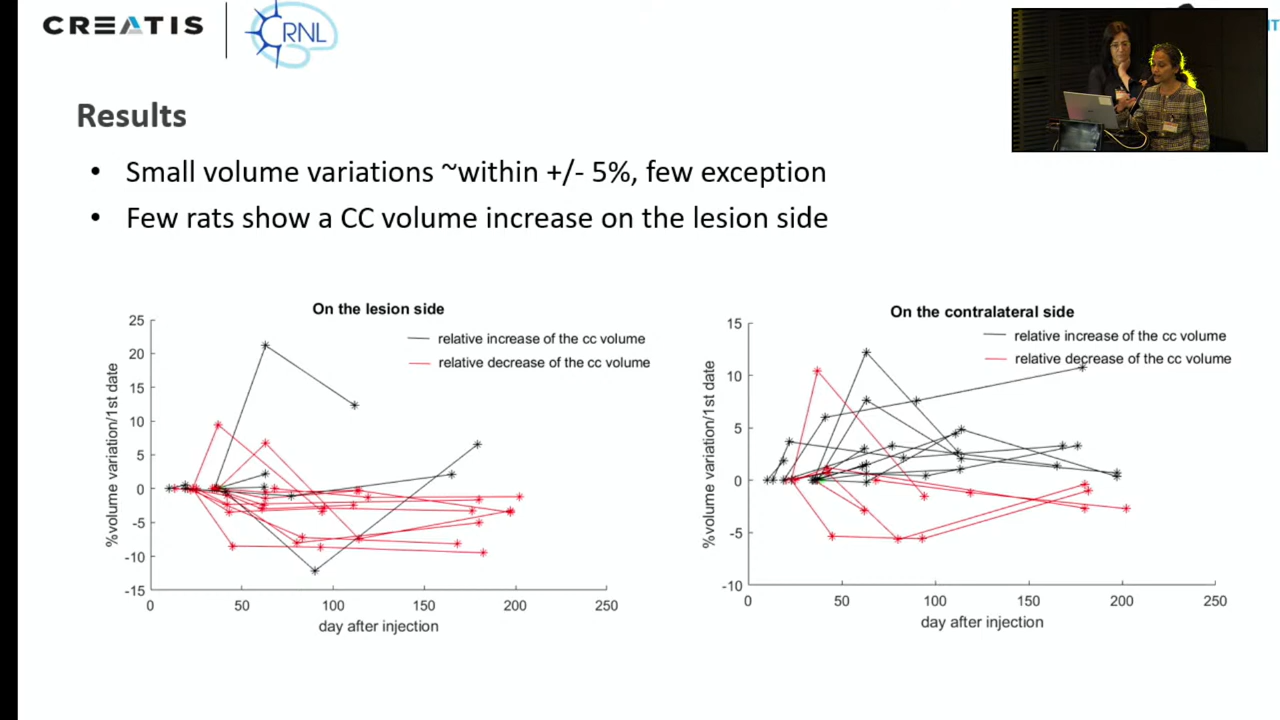 CREATIS
CRNL
IT
Results
• Small volume variations ~within +/- 5%, few exception
• Few rats show a CC volume increase on the lesion side
On the lesion side
relative increase of the cc volume
relative decrease of the cc volume
%volume variation/1st date
25
20
15
10
5
0
-5
-10
-15
0
50
100
150
200
250
day after injection
On the contralateral side
relative increase of the cc volume
relative decrease of the cc volume
%volume variation/1st date
15
10
5
0
-5
-10
0
50
100
150
200
250
day after injection